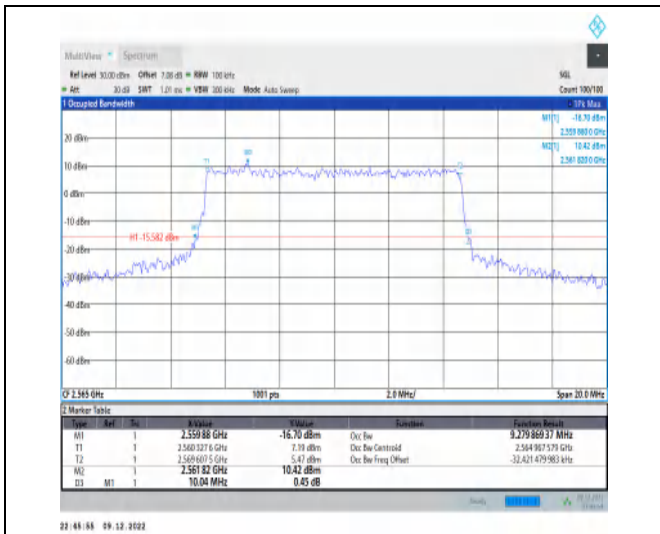 MultiView Spectrum
Ref Level 30.00 dBm Offset 7.08 dB RBW 100 kHz SGL
Att 30 dB SWT 1.01 ms VBW 300 kHz Mode Auto Sweep Count 100/100
1 Occupied Bandwidth 1Pk Max
M1[1] -16.70 dBm
2.559 880 0 GHz
20 dBm M2[1] 10.42 dBm
2.561 820 0 GHz
10 dBm
0 dBm
-10 dBm
H1 -15.582 dBm
-20 dBm
-30 dBm
-40 dBm
-50 dBm
-60 dBm
CF 2.565 GHz 1001 pts 2.0 MHz/ Span 20.0 MHz
2 Marker Table
Type Ref Trc X-Value Y-Value Function Function Result
M1 1 2.559 88 GHz -16.70 dBm Occ Bw 9.279 869 37 MHz
T1 1 2.560 327 6 GHz 7.19 dBm Occ Bw Centroid 2.564 967 579 GHz
T2 1 2.569 607 5 GHz 5.47 dBm Occ Bw Freq Offset -32.421 479 983 kHz
M2 1 2.561 82 GHz 10.42 dBm
D3 M1 1 10.04 MHz 0.45 dB
Ready
22:45:55 09.12.2022